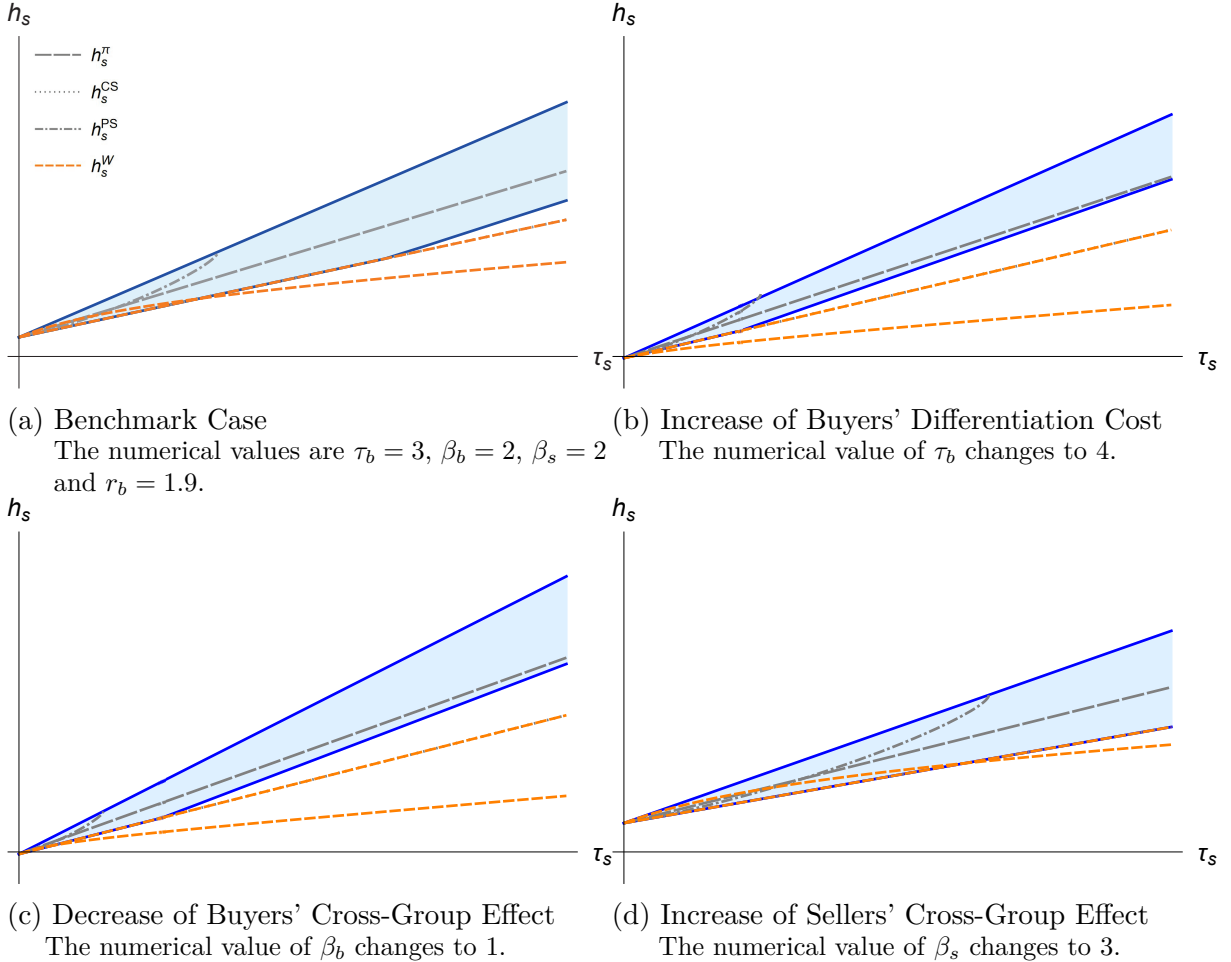 h_s
h_s^π
h_s^CS
h_s^PS
h_s^W
τ_s
(a) Benchmark Case
The numerical values are τ_b = 3, β_b = 2, β_s = 2
and r_b = 1.9.
h_s
τ_s
(b) Increase of Buyers' Differentiation Cost
The numerical value of τ_b changes to 4.
h_s
τ_s
(c) Decrease of Buyers' Cross-Group Effect
The numerical value of β_b changes to 1.
h_s
τ_s
(d) Increase of Sellers' Cross-Group Effect
The numerical value of β_s changes to 3.